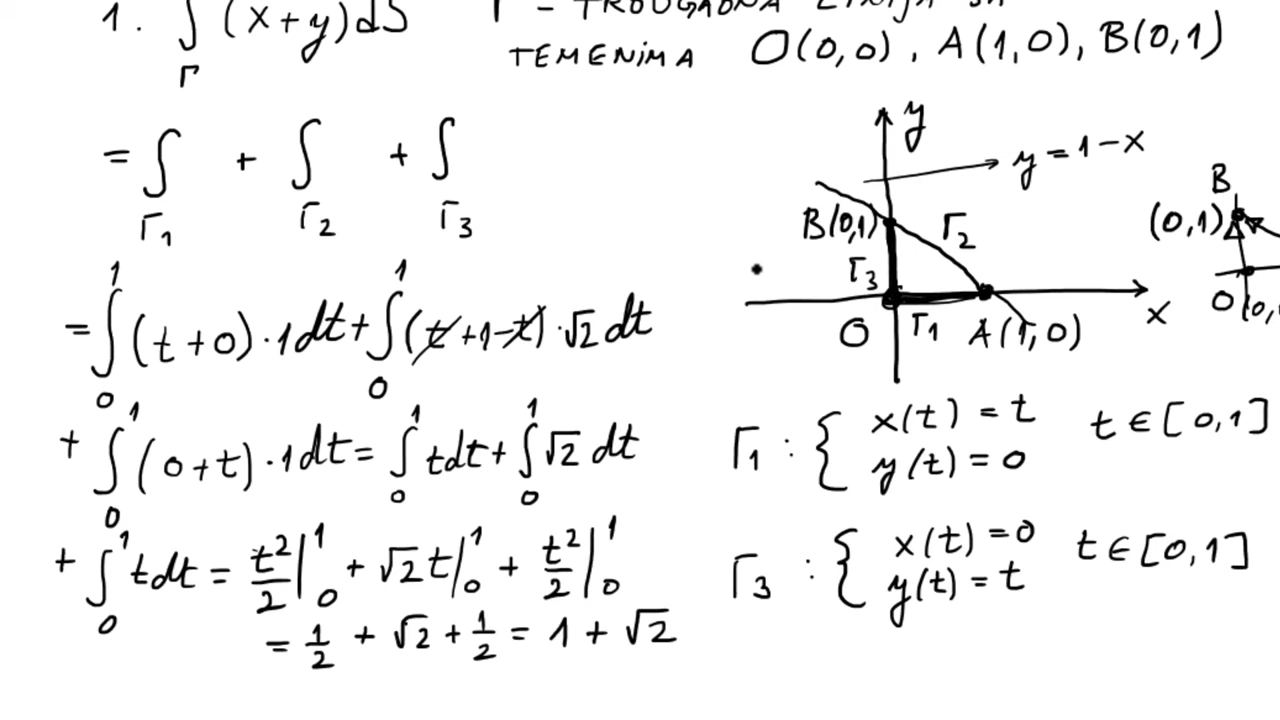 1. ∫_Γ (x+y)dS Γ - TROUGAONA LINIJA SA
TEMENIMA O(0,0), A(1,0), B(0,1)
= ∫_Γ1 + ∫_Γ2 + ∫_Γ3
= ∫_0^1 (t+0)·1dt + ∫_0^1 (t+1-t)·√2 dt
+ ∫_0^1 (0+t)·1dt = ∫_0^1 tdt + ∫_0^1 √2 dt
+ ∫_0^1 tdt = t²/2 |_0^1 + √2 t |_0^1 + t²/2 |_0^1
= 1/2 + √2 + 1/2 = 1 + √2
y
y = 1-x
B(0,1)
Γ2
Γ3
O
Γ1
A(1,0)
x
B
(0,1)
O
(0,
Γ1 : { x(t) = t
y(t) = 0
t ∈ [0,1]
Γ3 : { x(t) = 0
y(t) = t
t ∈ [0,1]